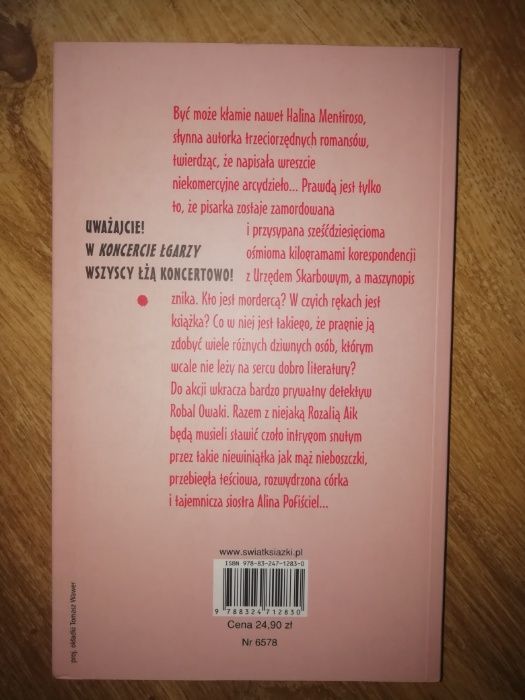 Być może kłamie nawet Halina Mentiroso,
słynna autorka trzeciorzędnych romansów,
twierdząc, że napisała wreszcie
niekomercyjne arcydzieło... Prawdą jest tylko
to, że pisarka zostaje zamordowana
i przysypana sześćdziesięcioma
ośmioma kilogramami korespondencji
z Urzędem Skarbowym, a maszynopis
znika. Kto jest mordercą? W czyich rękach jest
książka? Co w niej jest takiego, że pragnie ją
zdobyć wiele różnych dziwnych osób, którym
wcale nie leży na sercu dobro literatury?
Do akcji wkracza bardzo prywatny detektyw
Robal Owaki. Razem z niejaką Rozalią Aik
będą musieli stawić czoło intrygom snutym
przez takie niewiniątka jak mąż nieboszczki,
przebiegła teściowa, rozwydrzona córka
i tajemnicza siostra Alina Pofiściel...
UWAŻAJCIE!
W KONCERCIE ŁGARZY
WSZYSCY ŁŻĄ KONCERTOWO!
www.swiatksiazki.pl
ISBN 978-83-247-1283-0
9 788324 712830
Cena 24,90 zł
Nr 6578
proj. okładki Tomasz Wawer